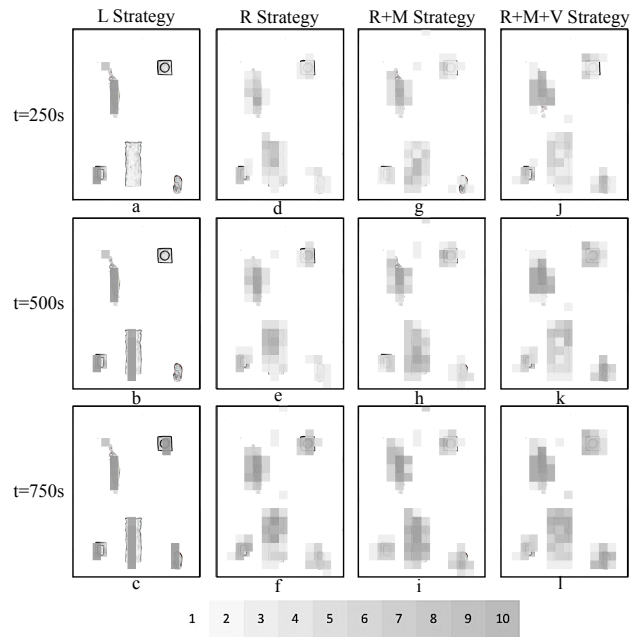 L Strategy R Strategy R+M Strategy R+M+V Strategy
t=250s
a d g j
t=500s
b e h k
t=750s
c f i l
1 2 3 4 5 6 7 8 9 10